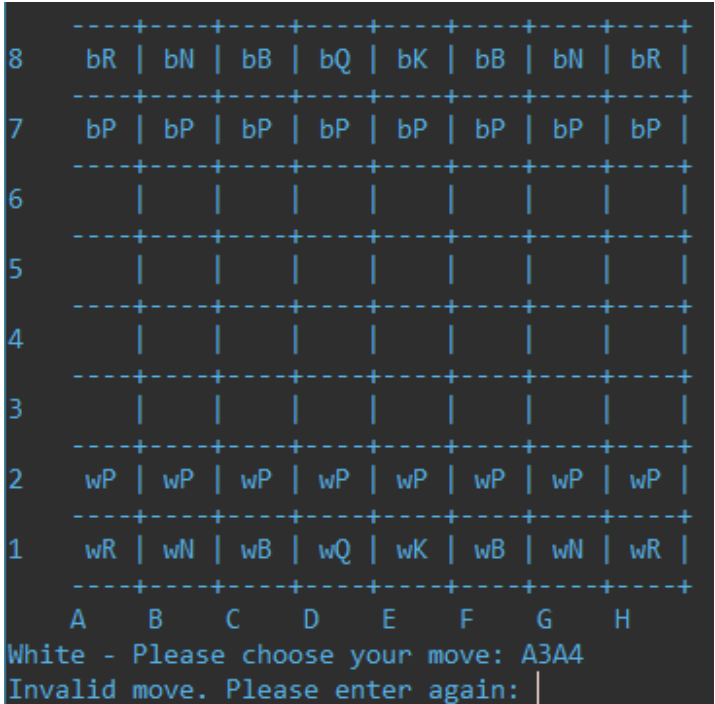 ----+----+----+----+----+----+----+----+
8 bR | bN | bB | bQ | bK | bB | bN | bR |
----+----+----+----+----+----+----+----+
7 bP | bP | bP | bP | bP | bP | bP | bP |
----+----+----+----+----+----+----+----+
6 | | | | | | | |
----+----+----+----+----+----+----+----+
5 | | | | | | | |
----+----+----+----+----+----+----+----+
4 | | | | | | | |
----+----+----+----+----+----+----+----+
3 | | | | | | | |
----+----+----+----+----+----+----+----+
2 wP | wP | wP | wP | wP | wP | wP | wP |
----+----+----+----+----+----+----+----+
1 wR | wN | wB | wQ | wK | wB | wN | wR |
----+----+----+----+----+----+----+----+
A B C D E F G H
White - Please choose your move: A3A4
Invalid move. Please enter again: